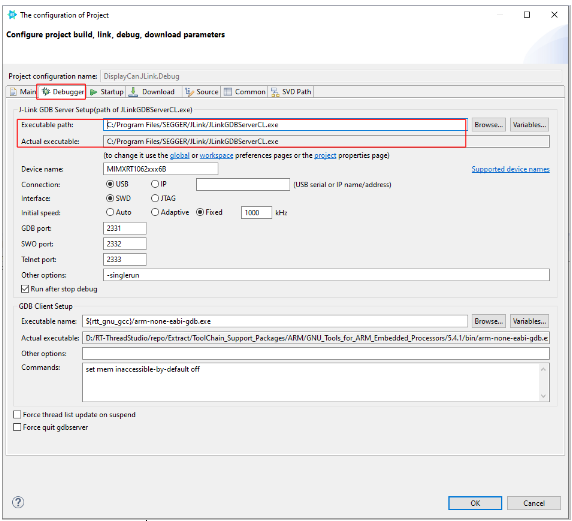 The configuration of Project
Configure project build, link, debug, download parameters
Project configuration name: DisplayCanJLink.Debug
Main Debugger Startup Download Source Common SVD Path
J-Link GDB Server Setup(path of JLinkGDBServerCL.exe)
Executable path: C:/Program Files/SEGGER/JLink/JLinkGDBServerCL.exe Browse... Variables...
Actual executable: C:/Program Files/SEGGER/JLink/JLinkGDBServerCL.exe
(to change it use the global or workspace preferences pages or the project properties page)
Device name: MIMXRT1062xxx6B Supported device names
Connection: USB IP (USB serial or IP name/address)
Interface: SWD JTAG
Initial speed: Auto Adaptive Fixed 1000 kHz
GDB port: 2331
SWO port: 2332
Telnet port: 2333
Other options: -singlerun
Run after stop debug
GDB Client Setup
Executable name: ${rtt_gnu_gcc}/arm-none-eabi-gdb.exe Browse... Variables...
Actual executable: D:/RT-ThreadStudio/repo/Extract/ToolChain_Support_Packages/ARM/GNU_Tools_for_ARM_Embedded_Processors/5.4.1/bin/arm-none-eabi-gdb.e
Other options:
Commands: set mem inaccessible-by-default off
Force thread list update on suspend
Force quit gdbserver
? OK Cancel